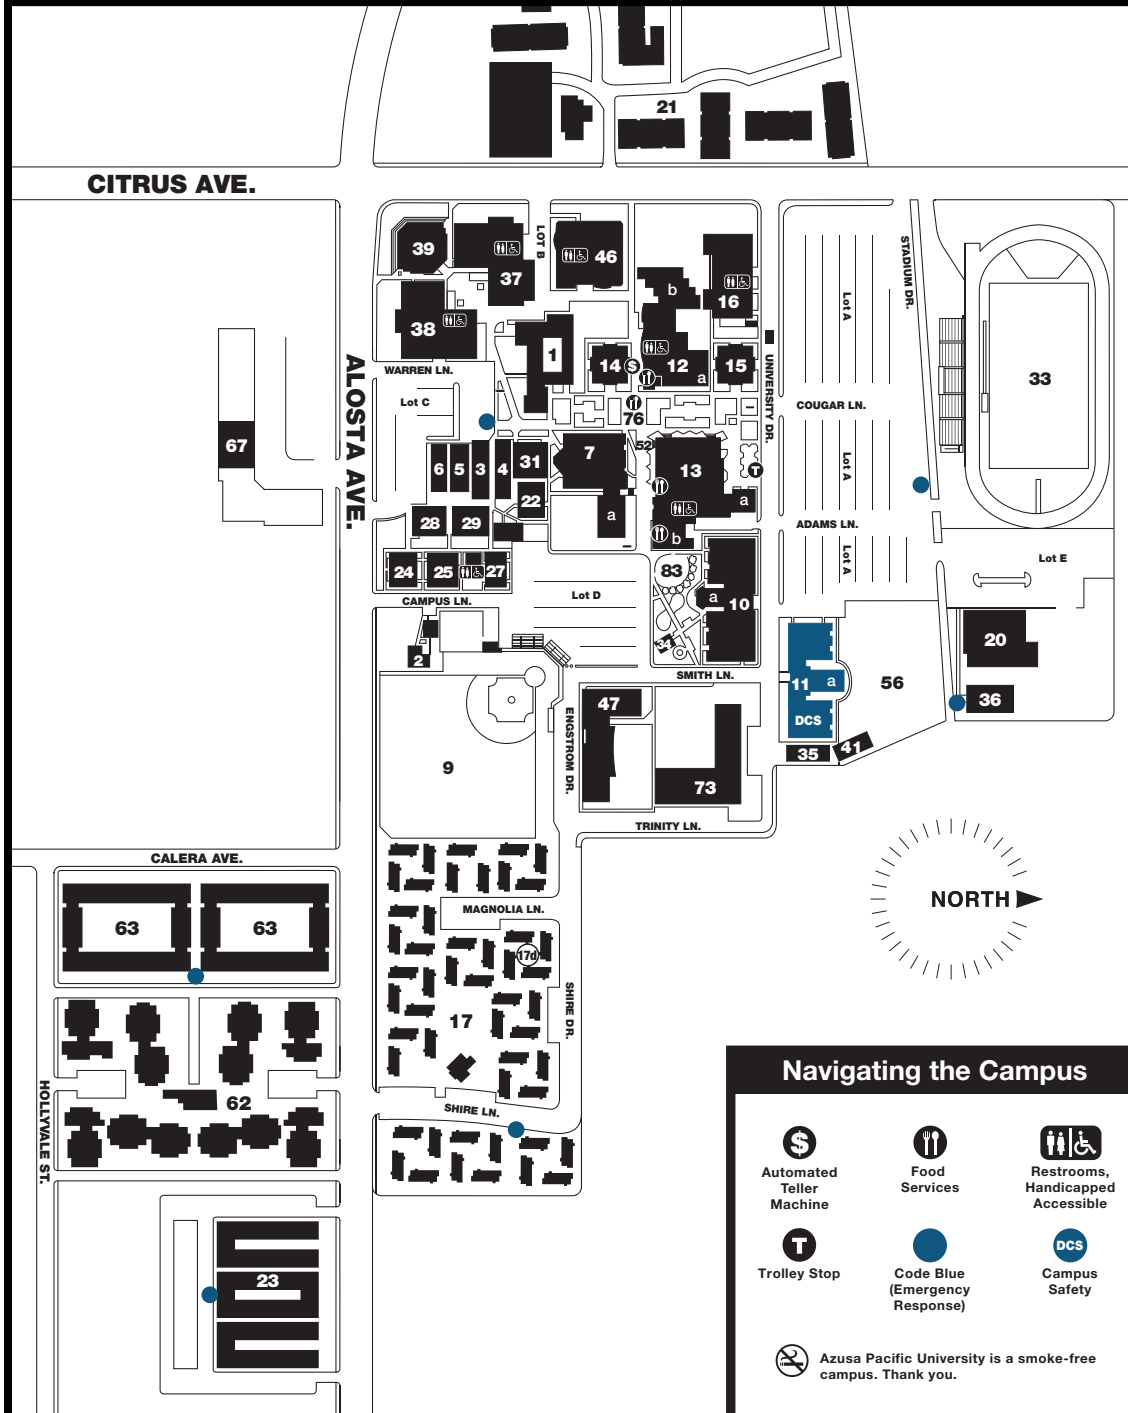 21
CITRUS AVE.
39
37
LOT B
46
b
16
STADIUM DR.
Lot A
33
38
1
14
$
12
a
15
UNIVERSITY DR.
WARREN LN.
ALOSTA AVE.
Lot C
76
COUGAR LN.
67
6
5
3
4
31
7
52
13
T
Lot A
22
a
a
28
29
b
ADAMS LN.
24
25
27
83
Lot A
Lot E
CAMPUS LN.
Lot D
a
10
2
34
20
SMITH LN.
11
a
56
36
47
ENGSTROM DR.
DCS
9
73
35
41
TRINITY LN.
CALERA AVE.
63
63
MAGNOLIA LN.
NORTH
17d
17
SHIRE DR.
62
HOLLYVALE ST.
SHIRE LN.
23
Navigating the Campus
$
Automated
Teller
Machine
Food
Services
Restrooms,
Handicapped
Accessible
T
Trolley Stop
Code Blue
(Emergency
Response)
DCS
Campus
Safety
Azusa Pacific University is a smoke-free
campus. Thank you.